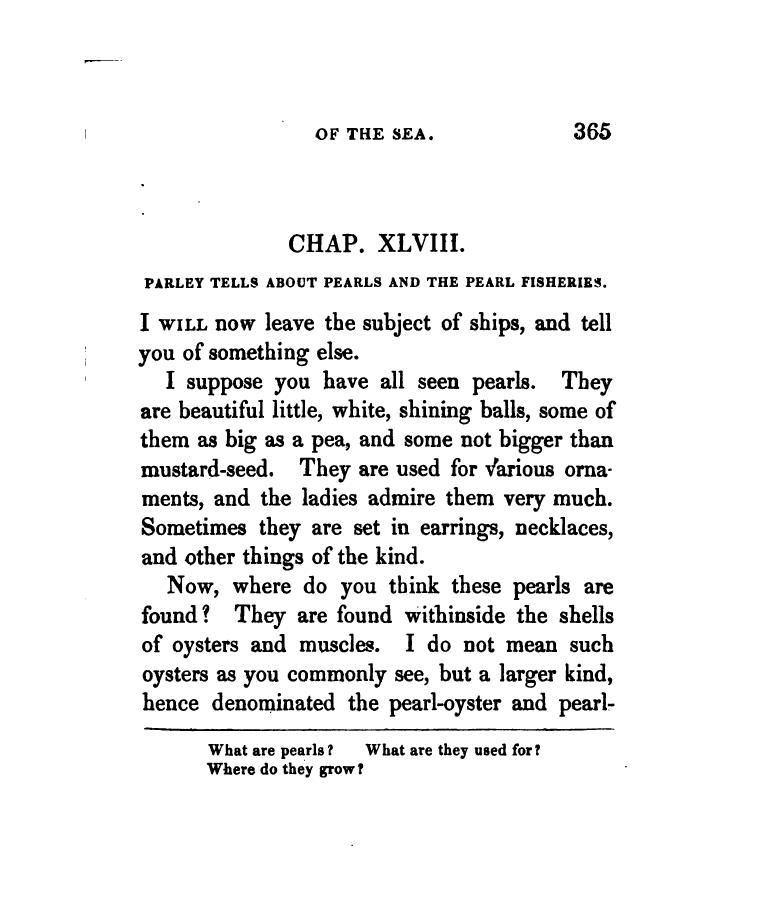 OF THE SEA. 365
CHAP. XLVIII.
PARLEY TELLS ABOUT PEARLS AND THE PEARL FISHERIES.
I WILL now leave the subject of ships, and tell
you of something else.
I suppose you have all seen pearls. They
are beautiful little, white, shining balls, some of
them as big as a pea, and some not bigger than
mustard-seed. They are used for various orna-
ments, and the ladies admire them very much.
Sometimes they are set in earrings, necklaces,
and other things of the kind.
Now, where do you think these pearls are
found? They are found withinside the shells
of oysters and muscles. I do not mean such
oysters as you commonly see, but a larger kind,
hence denominated the pearl-oyster and pearl-
What are pearls? What are they used for?
Where do they grow?